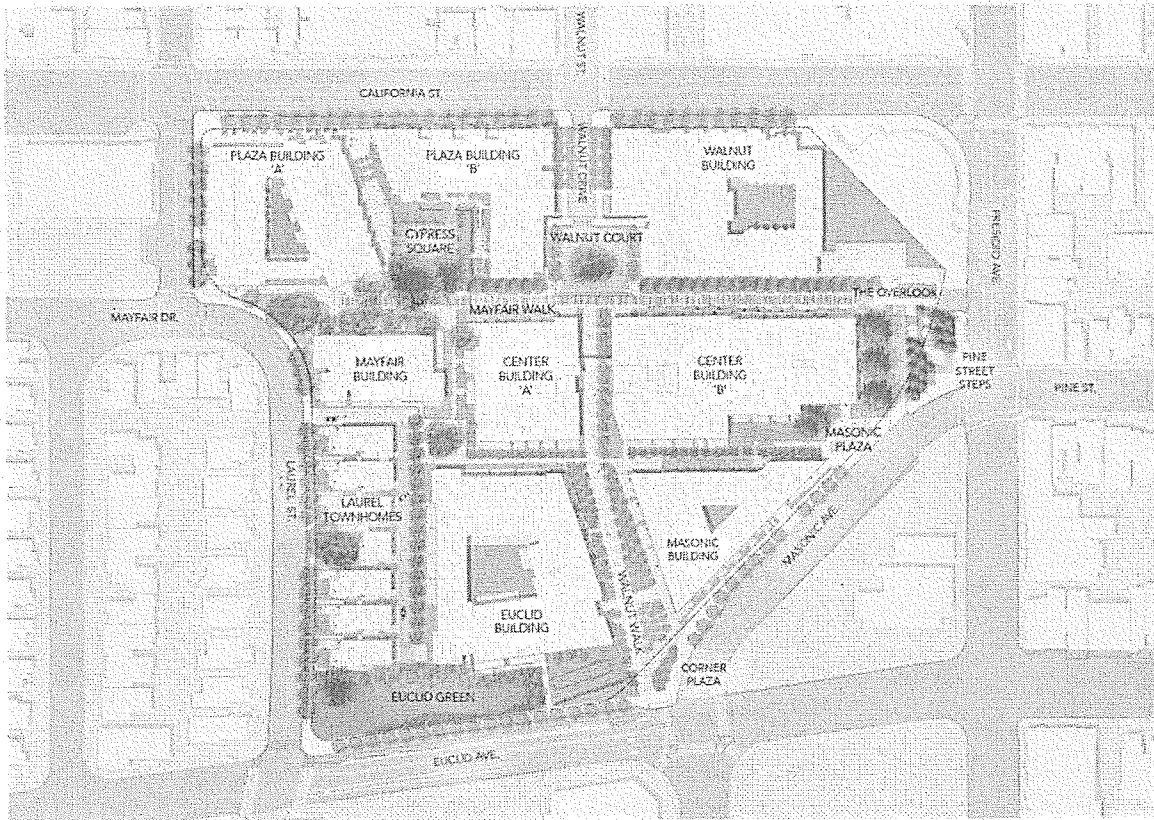 WALNUT ST.
CALIFORNIA ST.
PLAZA BUILDING
'A'
PLAZA BUILDING
'B'
WALNUT DRIVE
WALNUT
BUILDING
CYPRESS
SQUARE
WALNUT COURT
PRESIDIO AVE.
THE OVERLOOK
MAYFAIR DR.
MAYFAIR WALK
MAYFAIR
BUILDING
CENTER
BUILDING
'A'
CENTER
BUILDING
'B'
PINE
STREET
STEPS
PINE ST.
MASONIC
PLAZA
LAUREL ST.
LAUREL
TOWNHOMES
MASONIC AVE.
MASONIC
BUILDING
EUCLID
BUILDING
WALNUT WALK
CORNER
PLAZA
EUCLID GREEN
EUCLID AVE.